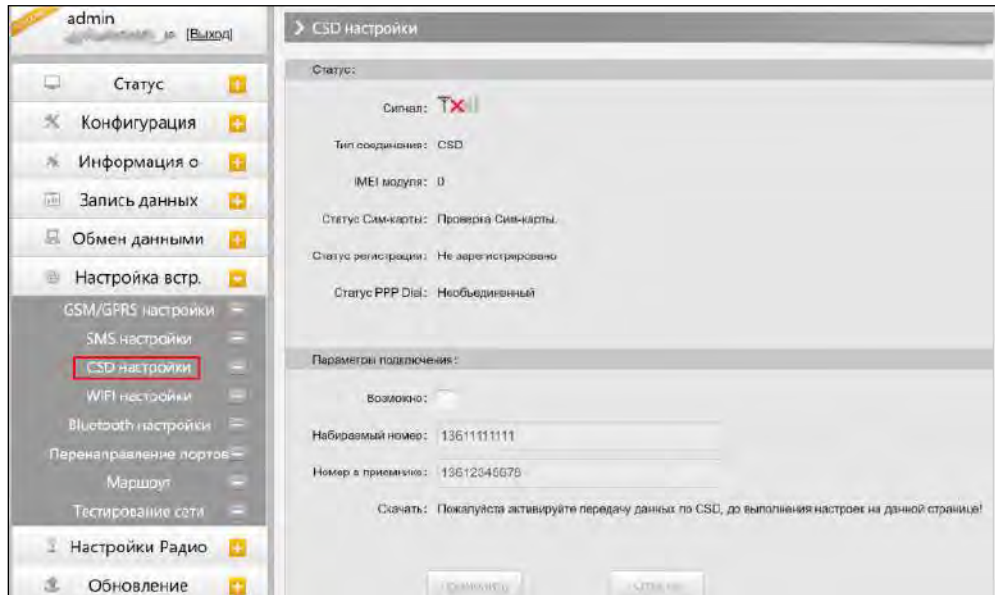 admin
[Выход]
Статус
Конфигурация
Информация о
Запись данных
Обмен данными
Настройка встр.
GSM/GPRS настройки
SMS настройки
CSD настройки
WIFI настройки
Bluetooth настройки
Перенаправление портов
Маршрут
Тестирование сети
Настройки Радио
Обновление
CSD настройки
Статус:
Сигнал:
Тип соединения: CSD
IMEI модуля: 0
Статус Сим-карты: Проверка Сим-карты.
Статус регистрации: Не зарегистрировано
Статус PPP Dial: Необъединенный
Параметры подключения:
Возможно:
Набираемый номер: 13611111111
Номер в приемнике: 13612345678
Скачать: Пожалуйста активируйте передачу данных по CSD, до выполнения настроек на данной странице!